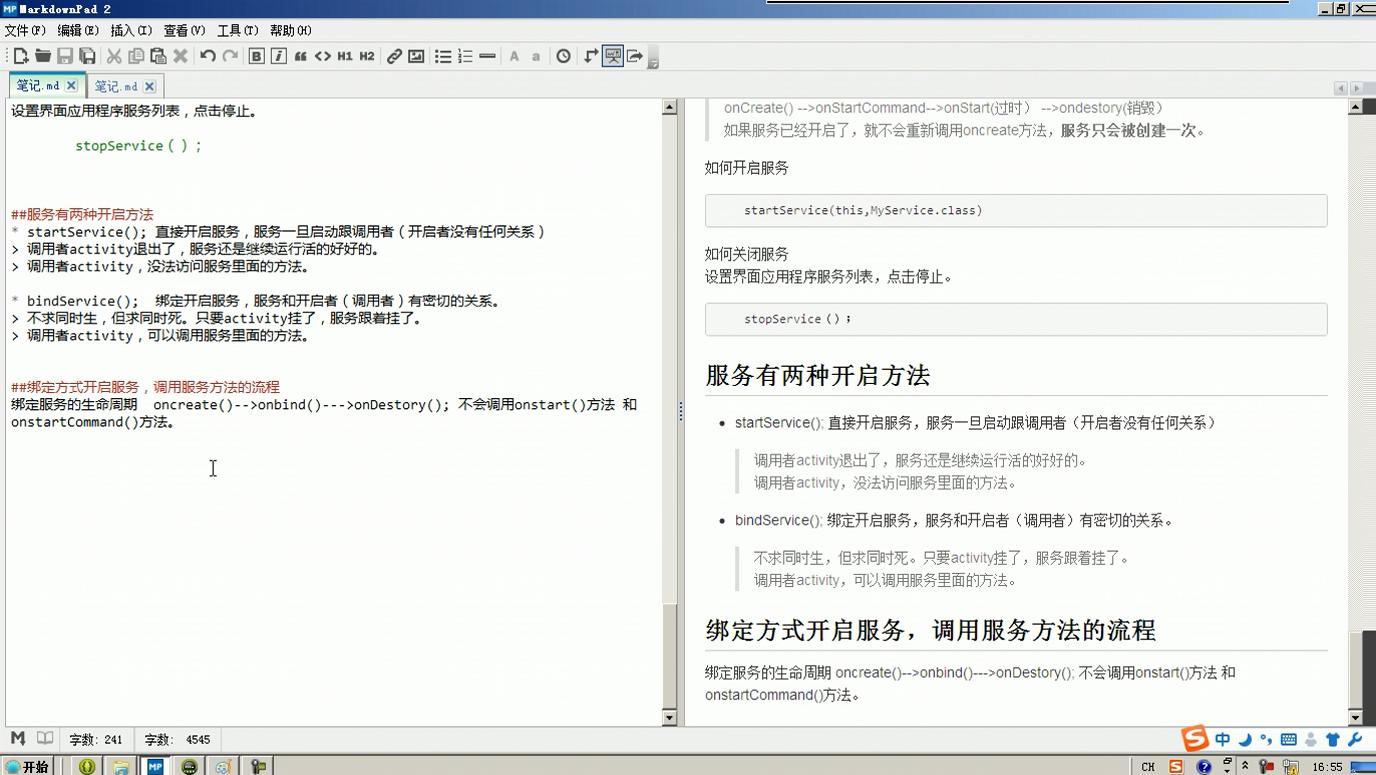 MarkdownPad 2
文件(F) 编辑(E) 插入(I) 查看(V) 工具(T) 帮助(H)
B I “ <> H1 H2 A a
笔记.md 笔记.md
设置界面应用程序服务列表，点击停止。
stopService（）;
##服务有两种开启方法
* startService(); 直接开启服务，服务一旦启动跟调用者（开启者没有任何关系）
> 调用者activity退出了，服务还是继续运行活的好好的。
> 调用者activity，没法访问服务里面的方法。
* bindService(); 绑定开启服务，服务和开启者（调用者）有密切的关系。
> 不求同时生，但求同时死。只要activity挂了，服务跟着挂了。
> 调用者activity，可以调用服务里面的方法。
##绑定方式开启服务，调用服务方法的流程
绑定服务的生命周期 oncreate()-->onbind()--->onDestory(); 不会调用onstart()方法 和
onstartCommand()方法。
onCreate() -->onStartCommand-->onStart(过时） -->ondestory(销毁）
如果服务已经开启了，就不会重新调用oncreate方法，服务只会被创建一次。
如何开启服务
startService(this,MyService.class)
如何关闭服务
设置界面应用程序服务列表，点击停止。
stopService（）;
服务有两种开启方法
• startService(); 直接开启服务，服务一旦启动跟调用者（开启者没有任何关系）
调用者activity退出了，服务还是继续运行活的好好的。
调用者activity，没法访问服务里面的方法。
• bindService(); 绑定开启服务，服务和开启者（调用者）有密切的关系。
不求同时生，但求同时死。只要activity挂了，服务跟着挂了。
调用者activity，可以调用服务里面的方法。
绑定方式开启服务，调用服务方法的流程
绑定服务的生命周期 oncreate()-->onbind()--->onDestory(); 不会调用onstart()方法 和
onstartCommand()方法。
字数: 241 字数: 4545
中
开始 MP CH 16:55